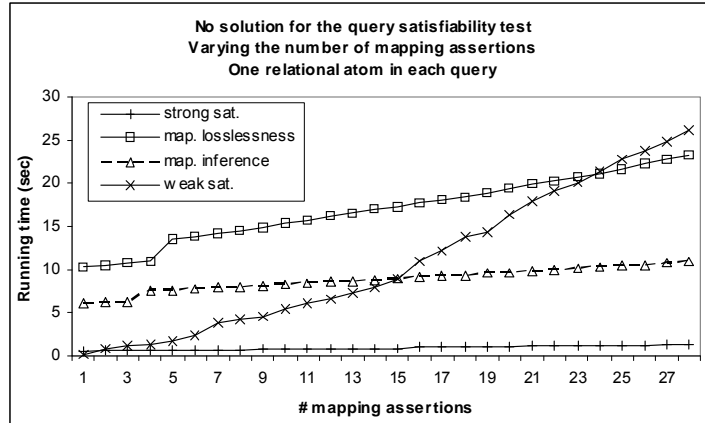 No solution for the query satisfiability test
Varying the number of mapping assertions
One relational atom in each query
30
25
20
15
10
5
0
Running time (sec)
strong sat.
map. losslessness
map. inference
weak sat.
1 3 5 7 9 11 13 15 17 19 21 23 25 27
# mapping assertions